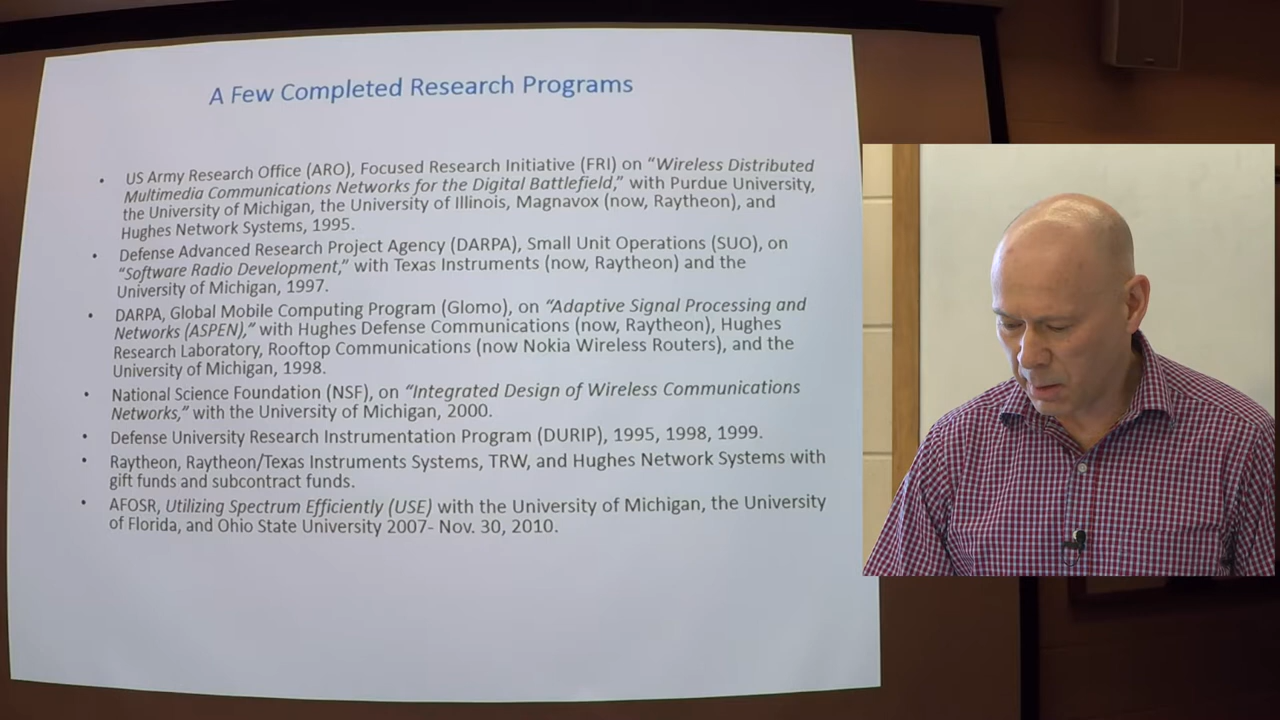 A Few Completed Research Programs
• US Army Research Office (ARO), Focused Research Initiative (FRI) on “Wireless Distributed
Multimedia Communications Networks for the Digital Battlefield,” with Purdue University,
the University of Michigan, the University of Illinois, Magnavox (now, Raytheon), and
Hughes Network Systems, 1995.
• Defense Advanced Research Project Agency (DARPA), Small Unit Operations (SUO), on
“Software Radio Development,” with Texas Instruments (now, Raytheon) and the
University of Michigan, 1997.
• DARPA, Global Mobile Computing Program (Glomo), on “Adaptive Signal Processing and
Networks (ASPEN),” with Hughes Defense Communications (now, Raytheon), Hughes
Research Laboratory, Rooftop Communications (now Nokia Wireless Routers), and the
University of Michigan, 1998.
• National Science Foundation (NSF), on “Integrated Design of Wireless Communications
Networks,” with the University of Michigan, 2000.
• Defense University Research Instrumentation Program (DURIP), 1995, 1998, 1999.
• Raytheon, Raytheon/Texas Instruments Systems, TRW, and Hughes Network Systems with
gift funds and subcontract funds.
• AFOSR, Utilizing Spectrum Efficiently (USE) with the University of Michigan, the University
of Florida, and Ohio State University 2007- Nov. 30, 2010.